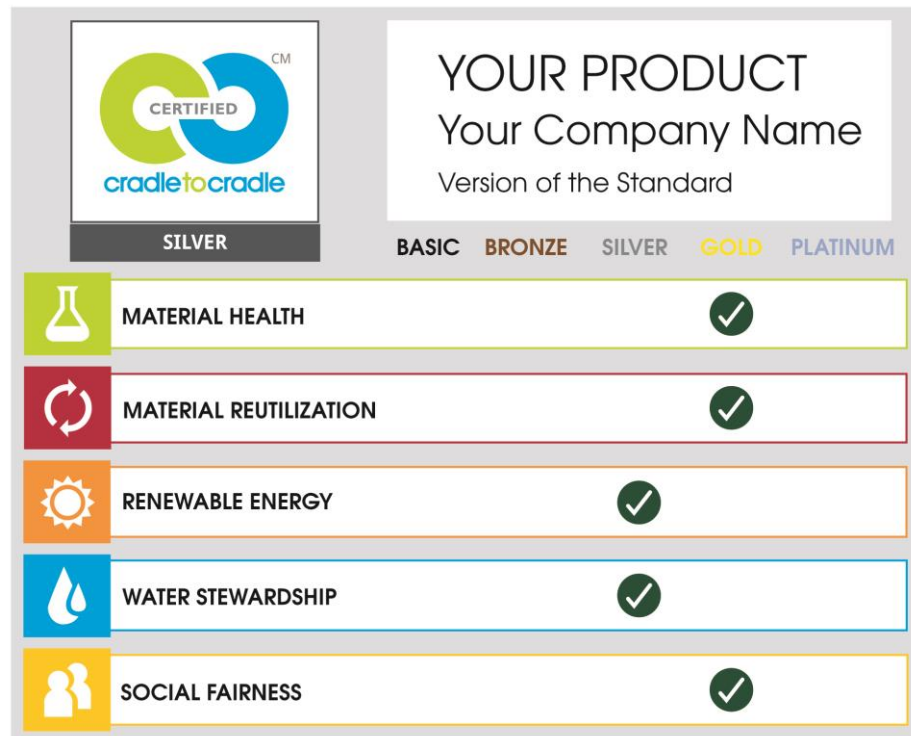 CERTIFIED
CM
cradletocradle
SILVER
YOUR PRODUCT
Your Company Name
Version of the Standard
BASIC BRONZE SILVER GOLD PLATINUM
MATERIAL HEALTH
MATERIAL REUTILIZATION
RENEWABLE ENERGY
WATER STEWARDSHIP
SOCIAL FAIRNESS